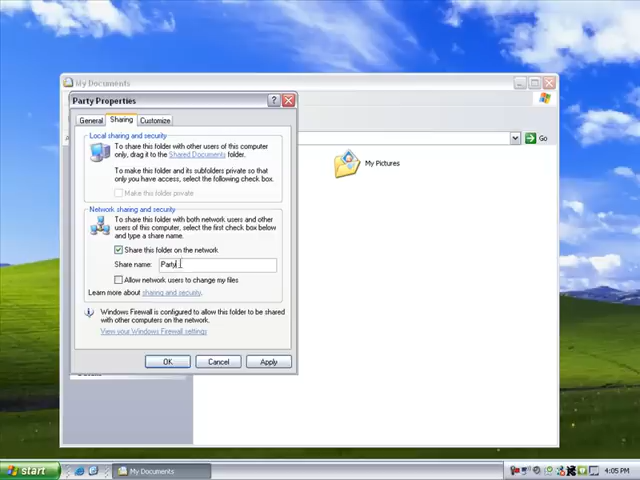 My Documents
Party Properties
General
Sharing
Customize
Go
Local sharing and security
To share this folder with other users of this computer
only, drag it to the Shared Documents folder.
To make this folder and its subfolders private so that
only you have access, select the following check box.
Make this folder private
My Pictures
Network sharing and security
To share this folder with both network users and other
users of this computer, select the first check box below
and type a share name.
Share this folder on the network
Share name: Party
Allow network users to change my files
Learn more about sharing and security.
Windows Firewall is configured to allow this folder to be shared
with other computers on the network.
View your Windows Firewall settings
OK
Cancel
Apply
start
My Documents
4:05 PM